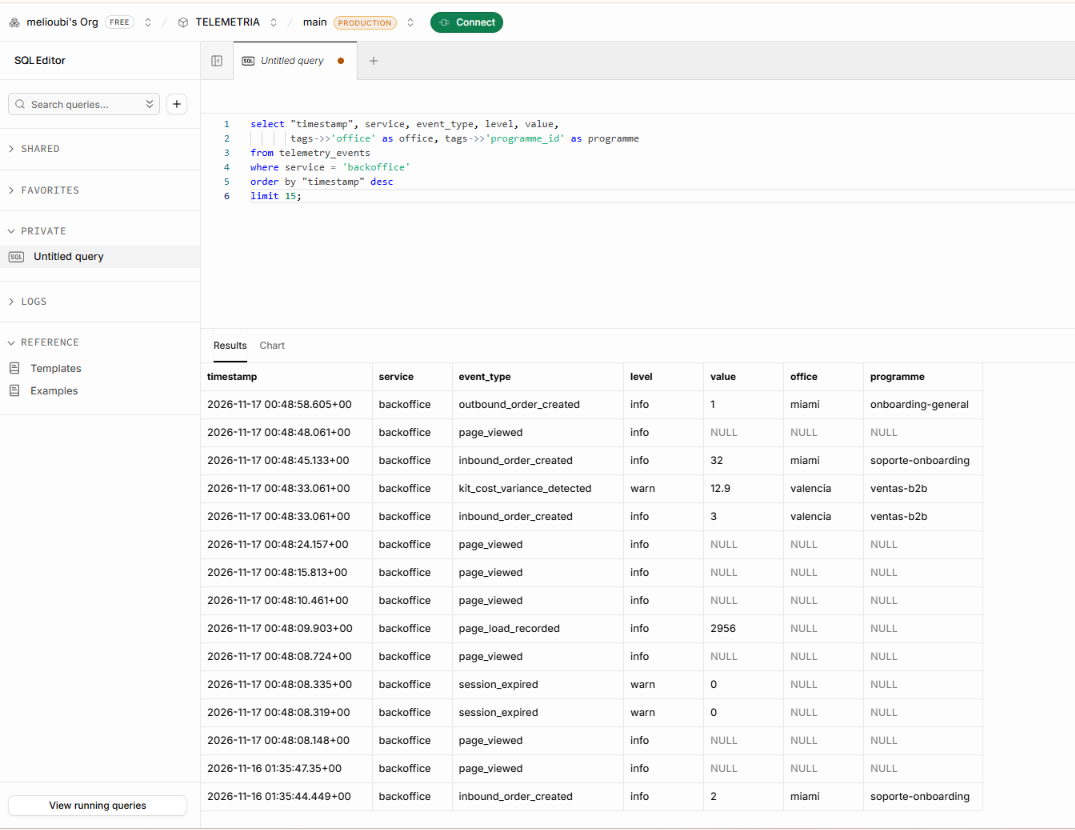 melioubi's Org FREE / TELEMETRIA / main PRODUCTION Connect
SQL Editor
SQL Untitled query
Search queries...
SHARED
FAVORITES
PRIVATE
SQL Untitled query
LOGS
REFERENCE
Templates
Examples
View running queries
1 select "timestamp", service, event_type, level, value,
2 tags->>'office' as office, tags->>'programme_id' as programme
3 from telemetry_events
4 where service = 'backoffice'
5 order by "timestamp" desc
6 limit 15;
Results Chart
timestamp service event_type level value office programme
2026-11-17 00:48:58.605+00 backoffice outbound_order_created info 1 miami onboarding-general
2026-11-17 00:48:48.061+00 backoffice page_viewed info NULL NULL NULL
2026-11-17 00:48:45.133+00 backoffice inbound_order_created info 32 miami soporte-onboarding
2026-11-17 00:48:33.061+00 backoffice kit_cost_variance_detected warn 12.9 valencia ventas-b2b
2026-11-17 00:48:33.061+00 backoffice inbound_order_created info 3 valencia ventas-b2b
2026-11-17 00:48:24.157+00 backoffice page_viewed info NULL NULL NULL
2026-11-17 00:48:15.813+00 backoffice page_viewed info NULL NULL NULL
2026-11-17 00:48:10.461+00 backoffice page_viewed info NULL NULL NULL
2026-11-17 00:48:09.903+00 backoffice page_load_recorded info 2956 NULL NULL
2026-11-17 00:48:08.724+00 backoffice page_viewed info NULL NULL NULL
2026-11-17 00:48:08.335+00 backoffice session_expired warn 0 NULL NULL
2026-11-17 00:48:08.319+00 backoffice session_expired warn 0 NULL NULL
2026-11-17 00:48:08.148+00 backoffice page_viewed info NULL NULL NULL
2026-11-16 01:35:47.35+00 backoffice page_viewed info NULL NULL NULL
2026-11-16 01:35:44.449+00 backoffice inbound_order_created info 2 miami soporte-onboarding